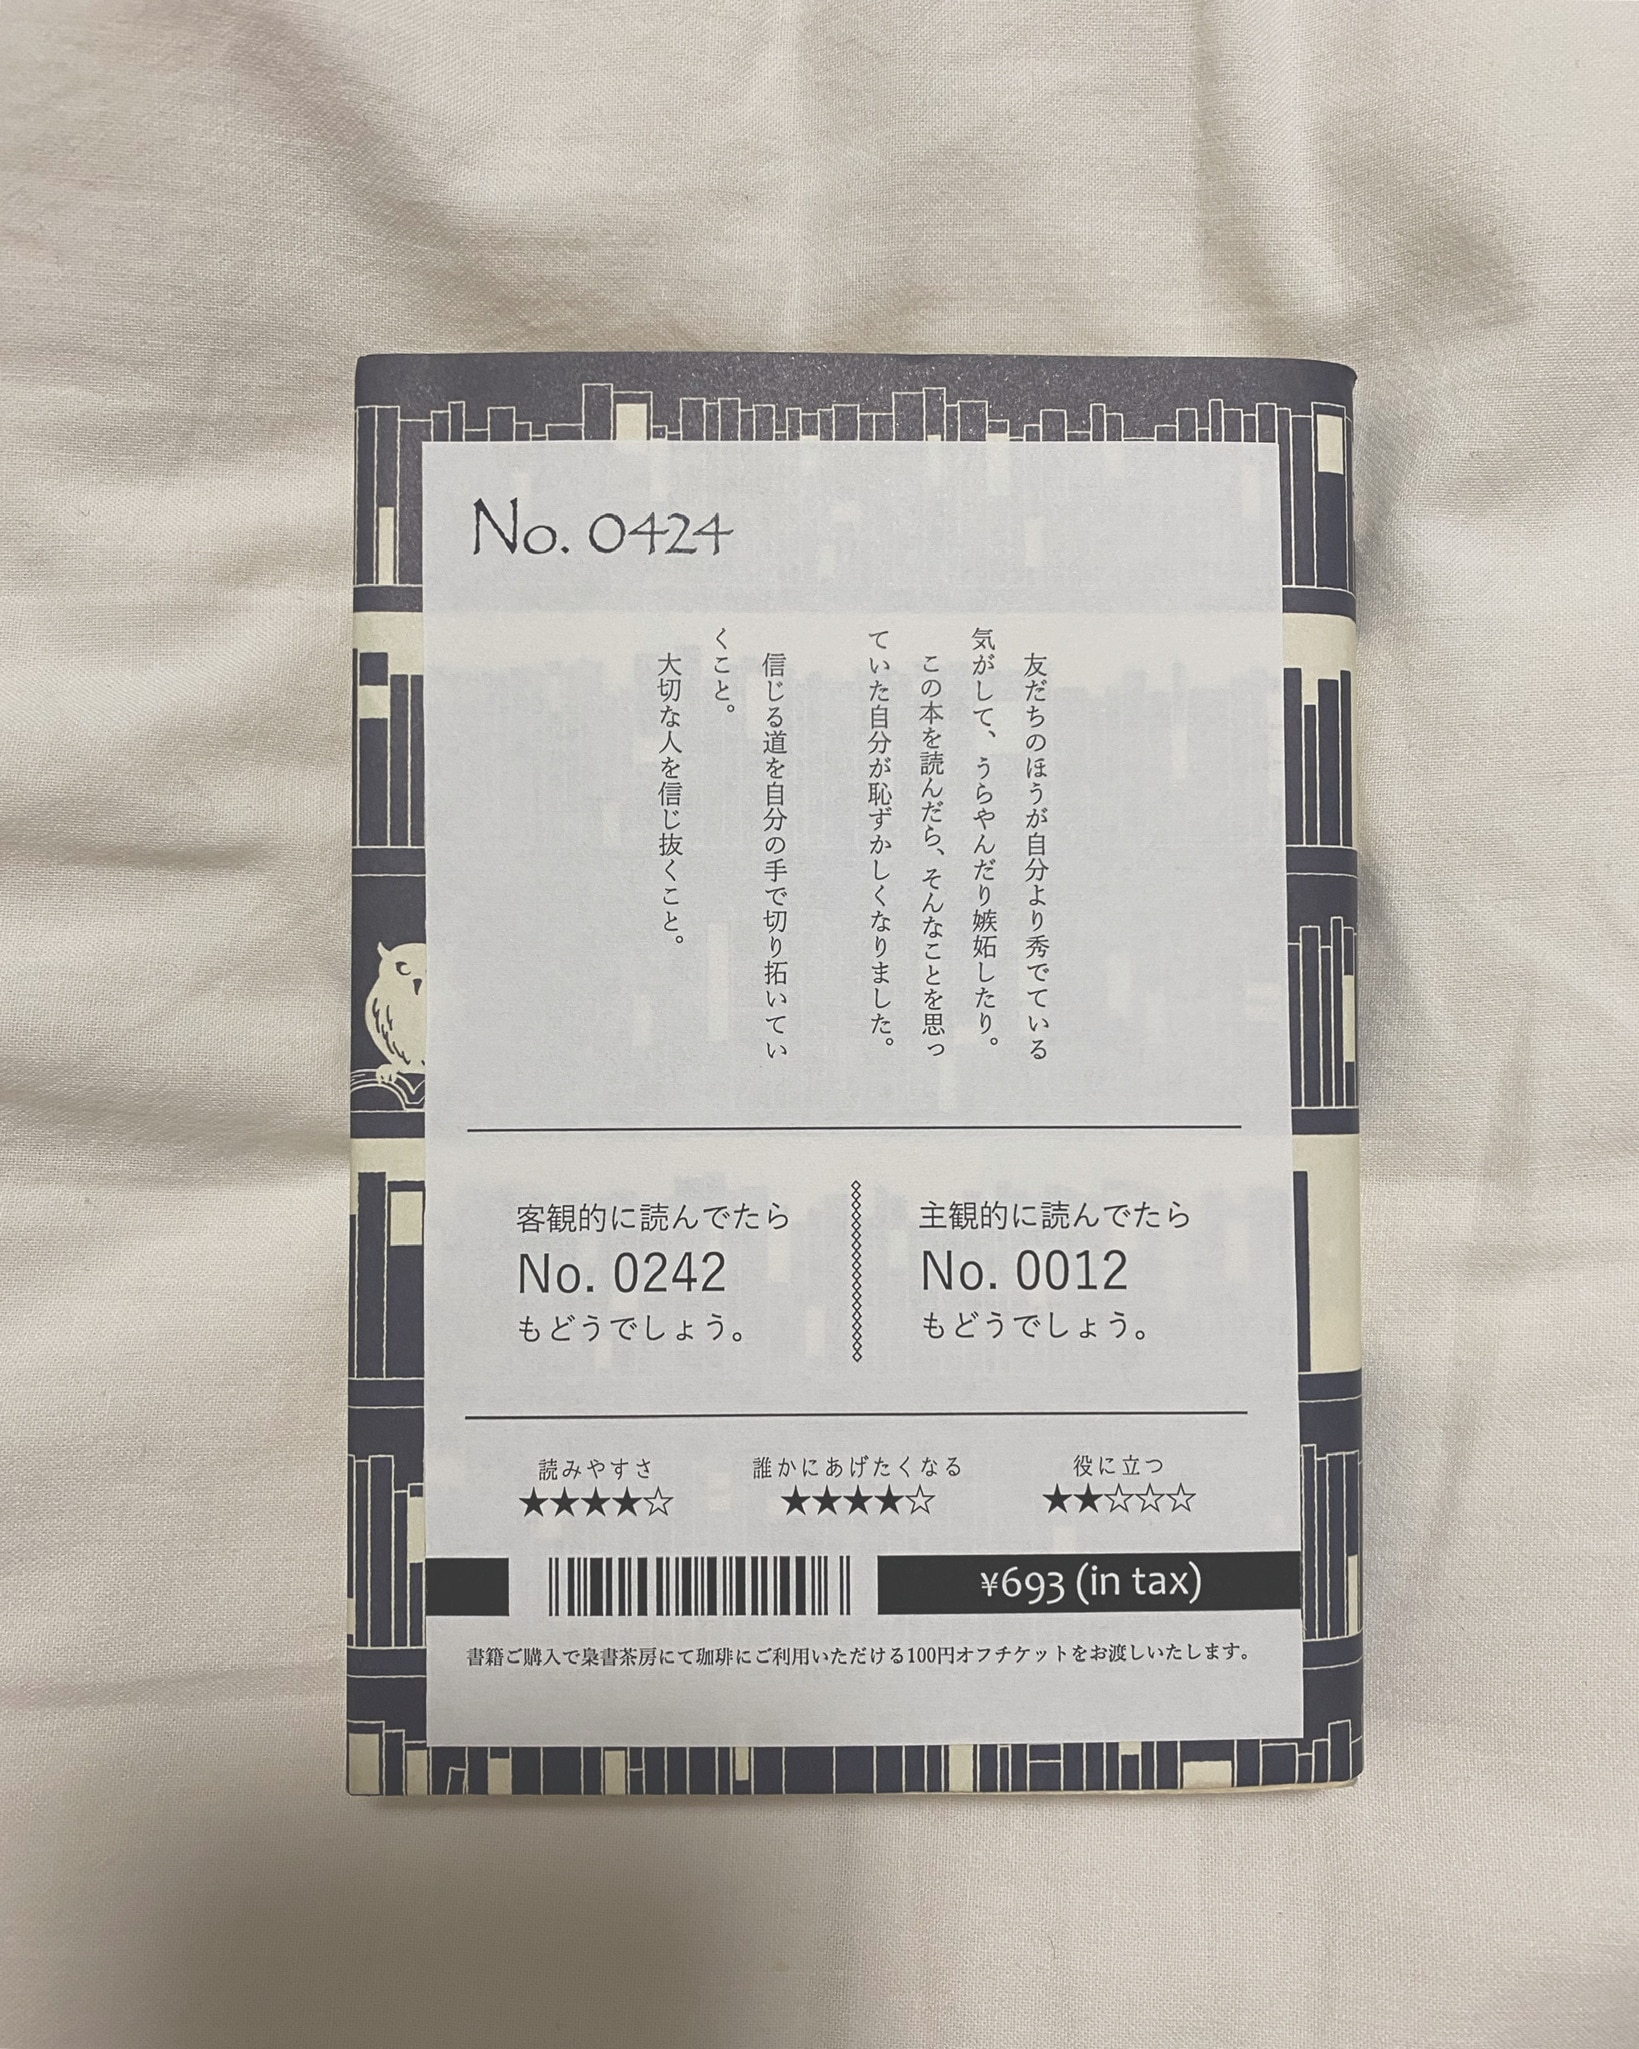 No. 0424
友だちのほうが自分より秀でている
気がして、うらやんだり嫉妬したり。
この本を読んだら、そんなことを思っ
ていた自分が恥ずかしくなりました。
信じる道を自分の手で切り拓いてい
くこと。
大切な人を信じ抜くこと。
客観的に読んでたら
No. 0242
もどうでしょう。
主観的に読んでたら
No. 0012
もどうでしょう。
読みやすさ
★★★★☆
誰かにあげたくなる
★★★★☆
役に立つ
★★☆☆☆
¥693 (in tax)
書籍ご購入で梟書茶房にて珈琲にご利用いただける100円オフチケットをお渡しいたします。